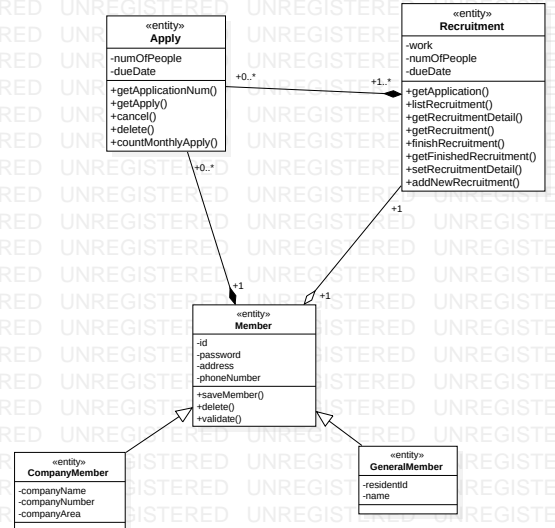 «entity»
Apply
-numOfPeople
-dueDate
+getApplicationNum()
+getApply()
+cancel()
+delete()
+countMonthlyApply()
«entity»
Recruitment
-work
-numOfPeople
-dueDate
+getApplication()
+listRecruitment()
+getRecruitmentDetail()
+getRecruitment()
+finishRecruitment()
+getFinishedRecruitment()
+setRecruitmentDetail()
+addNewRecruitment()
+0..*
+1..*
+0..*
+1
+1
+1
«entity»
Member
-id
-password
-address
-phoneNumber
+saveMember()
+delete()
+validate()
«entity»
CompanyMember
-companyName
-companyNumber
-companyArea
«entity»
GeneralMember
-residentId
-name
UNREGISTERED